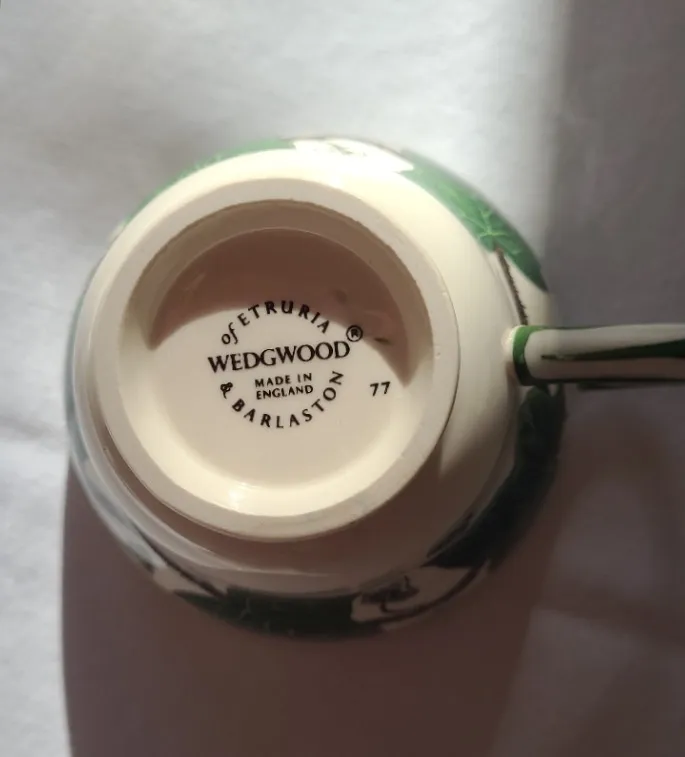 of ETRURIA
WEDGWOOD®
MADE IN
ENGLAND
& BARLASTON
77